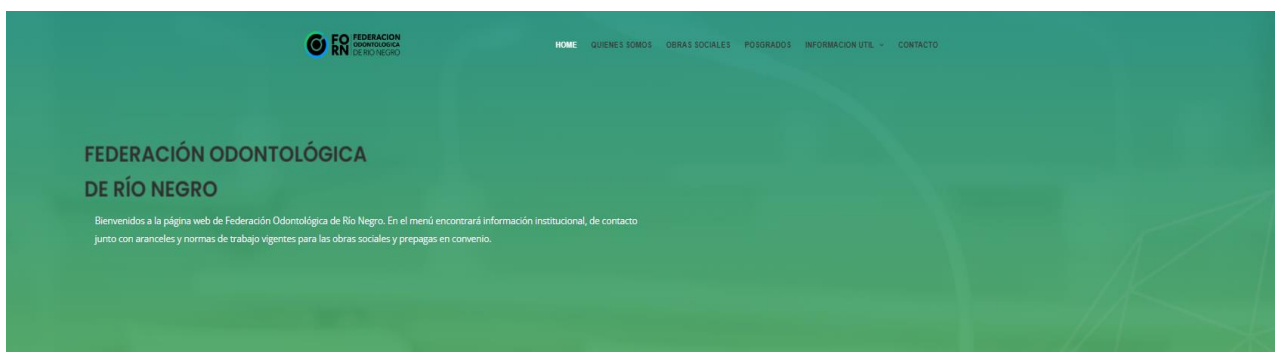 FORN FEDERACION
ODONTOLOGICA
DE RIO NEGRO
HOME QUIENES SOMOS OBRAS SOCIALES POSGRADOS INFORMACION UTIL CONTACTO
FEDERACIÓN ODONTOLÓGICA
DE RÍO NEGRO
Bienvenidos a la página web de Federación Odontológica de Río Negro. En el menú encontrará información institucional, de contacto
junto con aranceles y normas de trabajo vigentes para las obras sociales y prepagas en convenio.